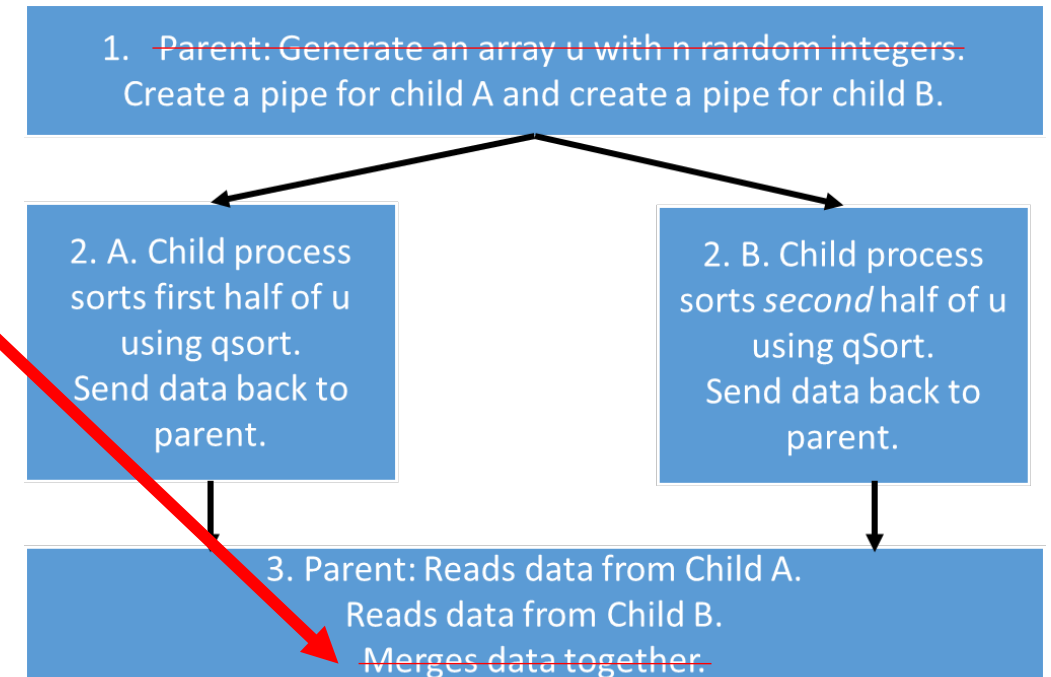 1. Parent: Generate an array u with n random integers.
Create a pipe for child A and create a pipe for child B.
2. A. Child process
sorts first half of u
using qsort.
Send data back to
parent.
2. B. Child process
sorts second half of u
using qSort.
Send data back to
parent.
3. Parent: Reads data from Child A.
Reads data from Child B.
Merges data together.